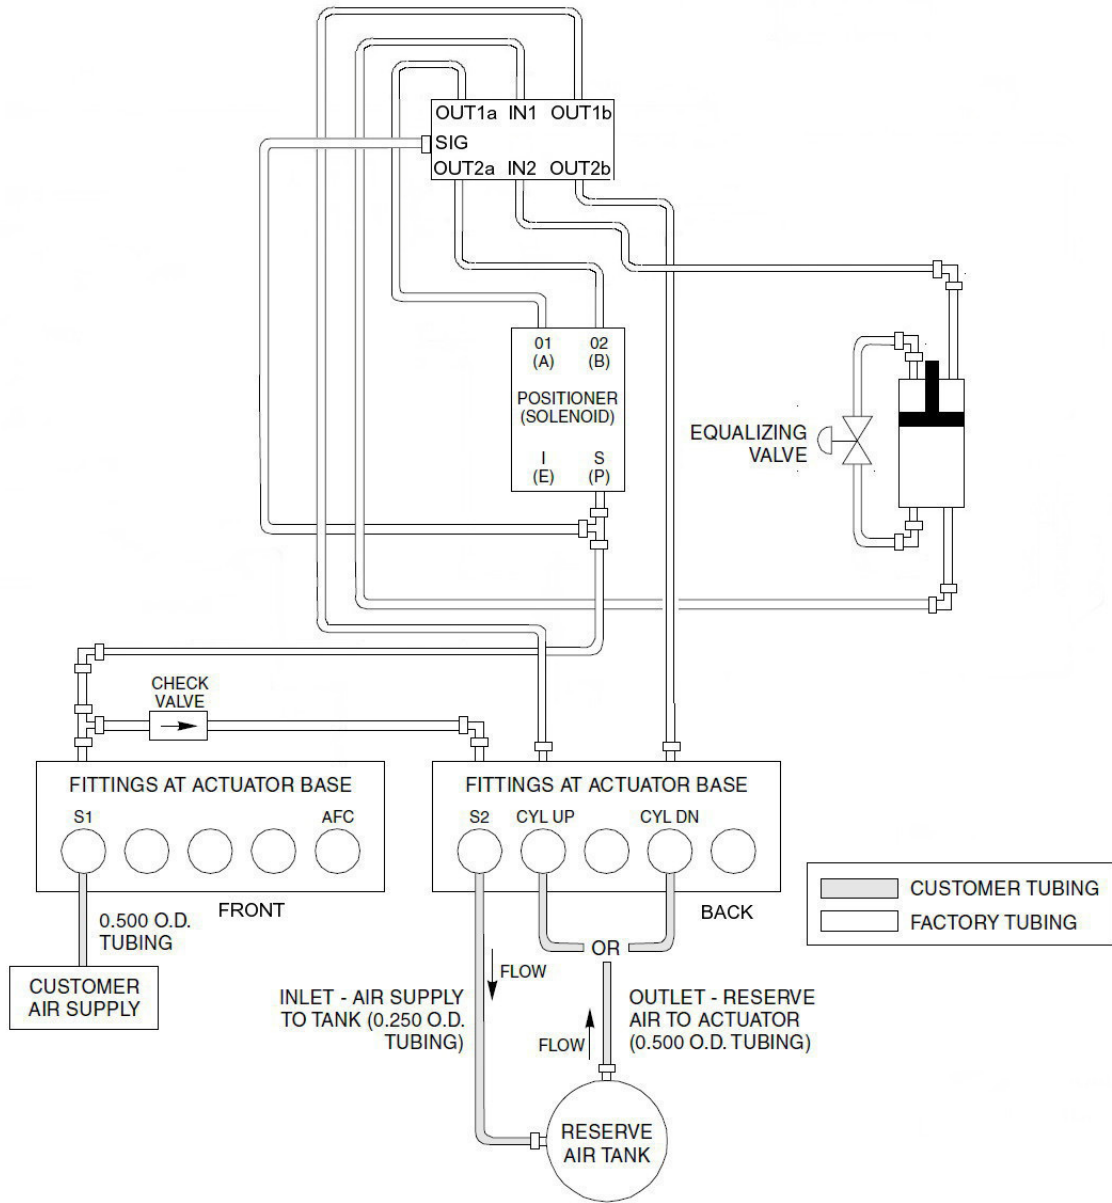 OUT1a IN1 OUT1b
SIG
OUT2a IN2 OUT2b
01 02
(A) (B)
POSITIONER
(SOLENOID)
I S
(E) (P)
EQUALIZING
VALVE
CHECK
VALVE
FITTINGS AT ACTUATOR BASE
S1 AFC
FRONT
0.500 O.D.
TUBING
CUSTOMER
AIR SUPPLY
FITTINGS AT ACTUATOR BASE
S2 CYL UP CYL DN
BACK
OR
FLOW
INLET - AIR SUPPLY
TO TANK (0.250 O.D.
TUBING)
OUTLET - RESERVE
AIR TO ACTUATOR
(0.500 O.D. TUBING)
FLOW
RESERVE
AIR TANK
CUSTOMER TUBING
FACTORY TUBING